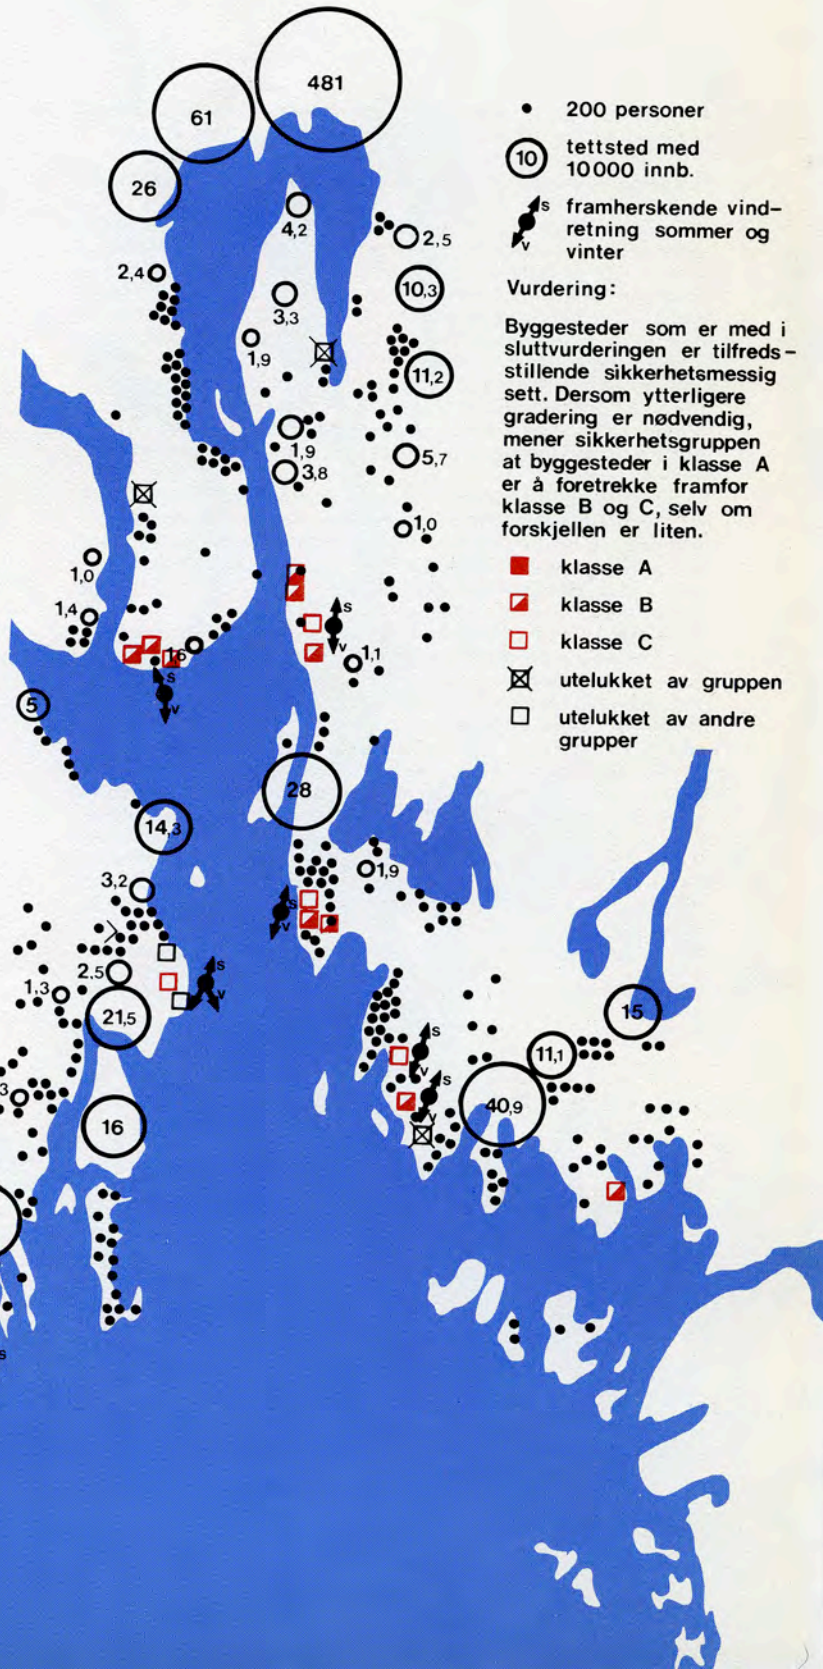 481
61
26
4,2
2,5
2,4
10,3
3,3
1,9
11,2
1,9
5,7
3,8
1,0
1,0
1,4
s
v
16
1,1
s
v
5
28
14,3
1,9
3,2
s
v
2,5
s
v
1,3
21,5
15
s
v
11,1
s
v
3
40,9
16
s
200 personer
10
tettsted med
10000 innb.
s
v
framherskende vind-
retning sommer og
vinter
Vurdering:
Byggesteder som er med i
sluttvurderingen er tilfreds-
stillende sikkerhetsmessig
sett. Dersom ytterligere
gradering er nødvendig,
mener sikkerhetsgruppen
at byggesteder i klasse A
er å foretrekke framfor
klasse B og C, selv om
forskjellen er liten.
klasse A
klasse B
klasse C
utelukket av gruppen
utelukket av andre
grupper